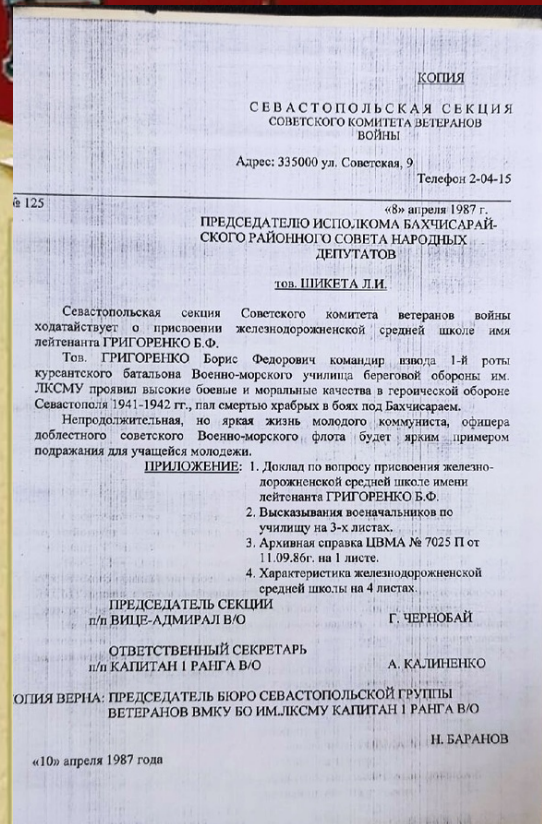 КОПИЯ
СЕВАСТОПОЛЬСКАЯ СЕКЦИЯ
СОВЕТСКОГО КОМИТЕТА ВЕТЕРАНОВ
ВОЙНЫ
Адрес: 335000 ул. Советская, 9
Телефон 2-04-15
№ 125
«8» апреля 1987 г.
ПРЕДСЕДАТЕЛЮ ИСПОЛКОМА БАХЧИСАРАЙ-
СКОГО РАЙОННОГО СОВЕТА НАРОДНЫХ
ДЕПУТАТОВ
тов. ШИКЕТА Л.И.
Севастопольская секция Советского комитета ветеранов войны
ходатайствует о присвоении железнодорожненской средней школе имя
лейтенанта ГРИГОРЕНКО Б.Ф.
Тов. ГРИГОРЕНКО Борис Федорович командир взвода 1-й роты
курсантского батальона Военно-морского училища береговой обороны им.
ЛКСМУ проявил высокие боевые и моральные качества в героической обороне
Севастополя 1941-1942 гг., пал смертью храбрых в боях под Бахчисараем.
Непродолжительная, но яркая жизнь молодого коммуниста, офицера
доблестного советского Военно-морского флота будет ярким примером
подражания для учащейся молодежи.
ПРИЛОЖЕНИЕ: 1. Доклад по вопросу присвоения железно-
дорожненской средней школе имени
лейтенанта ГРИГОРЕНКО Б.Ф.
2. Высказывания военачальников по
училищу на 3-х листах.
3. Архивная справка ЦВМА № 7025 П от
11.09.86г. на 1 листе.
4. Характеристика железнодорожненской
средней школы на 4 листах.
ПРЕДСЕДАТЕЛЬ СЕКЦИИ
п/п ВИЦЕ-АДМИРАЛ В/О Г. ЧЕРНОБАЙ
ОТВЕТСТВЕННЫЙ СЕКРЕТАРЬ
п/п КАПИТАН 1 РАНГА В/О А. КАЛИНЕНКО
ОПИЯ ВЕРНА: ПРЕДСЕДАТЕЛЬ БЮРО СЕВАСТОПОЛЬСКОЙ ГРУППЫ
ВЕТЕРАНОВ ВМКУ БО ИМ.ЛКСМУ КАПИТАН 1 РАНГА В/О
Н. БАРАНОВ
«10» апреля 1987 года